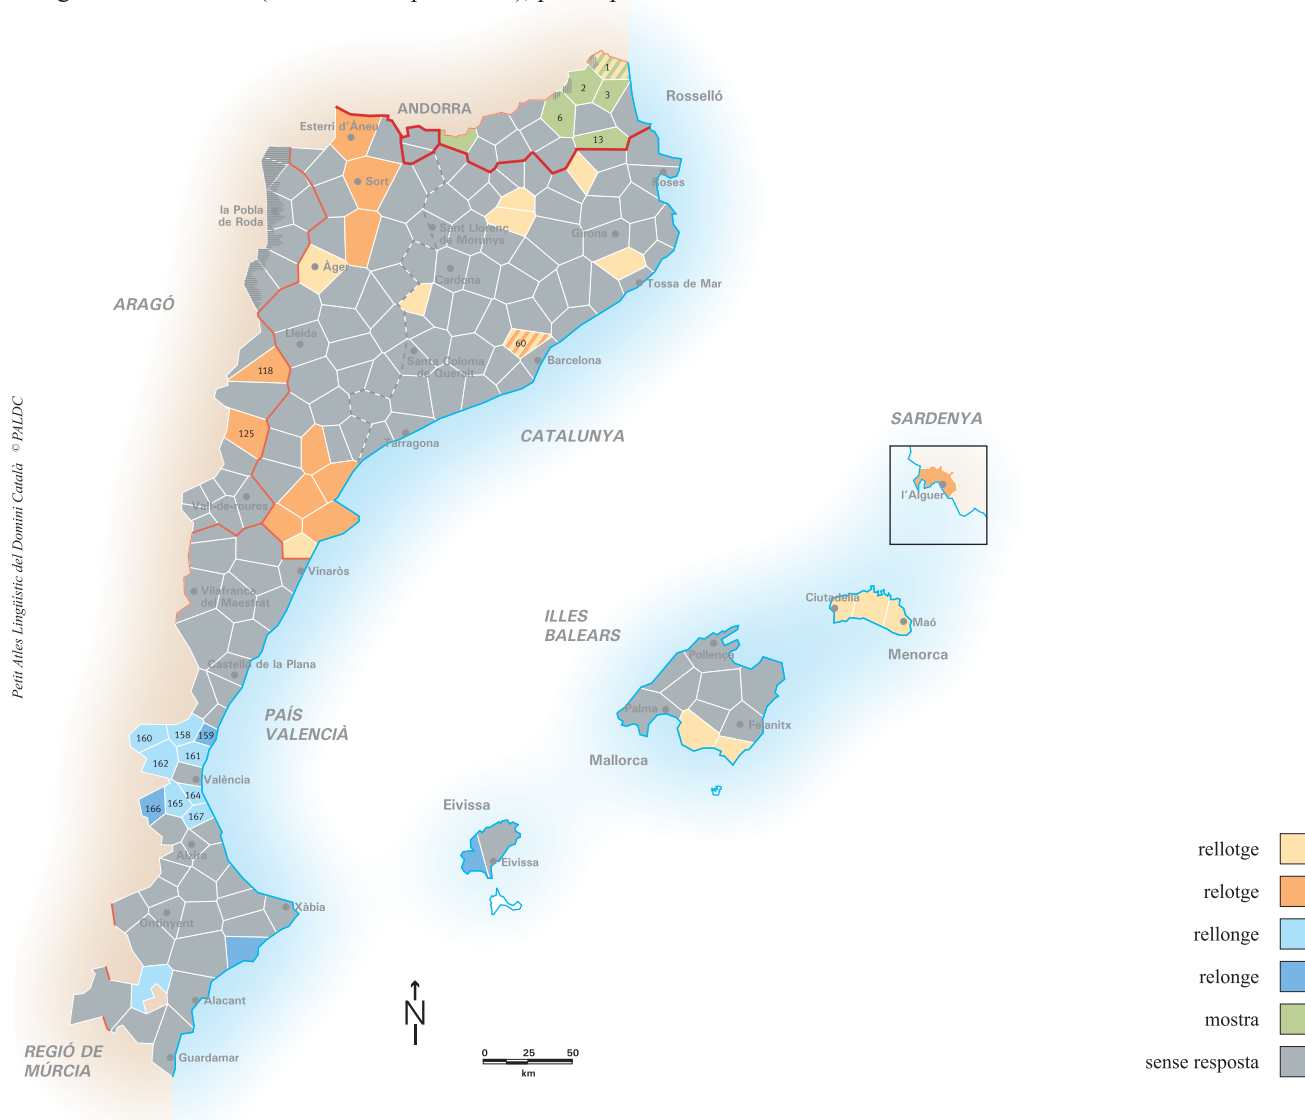 1
2
3
Rosselló
ANDORRA
6
Esterri d'Àneu
13
Sort
Roses
la Pobla
de Roda
Sant Llorenç
de Morunys
Girona
Àger
Cardona
Tossa de Mar
ARAGÓ
Lleida
60
Santa Coloma
de Queralt
Barcelona
118
Petit Atles Lingüístic del Domini Català © PALDC
SARDENYA
125
CATALUNYA
Tarragona
l'Alguer
Vall-de-roures
Vinaròs
Vilafranca
del Maestrat
Ciutadella
ILLES
BALEARS
Maó
Pollença
Menorca
Castelló de la Plana
PAÍS
VALENCIÀ
Palma
Felanitx
160
158
159
161
162
Mallorca
València
164
165
166
167
Eivissa
Alzira
Eivissa
rellotge
relotge
Xàbia
Ontinyent
rellonge
relonge
Alacant
N
mostra
REGIÓ DE
MÚRCIA
Guardamar
0 25 50
km
sense resposta